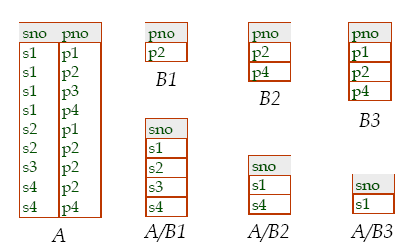 sno pno
s1 p1
s1 p2
s1 p3
s1 p4
s2 p1
s2 p2
s3 p2
s4 p2
s4 p4
A
pno
p2
B1
sno
s1
s2
s3
s4
A/B1
pno
p2
p4
B2
sno
s1
s4
A/B2
pno
p1
p2
p4
B3
sno
s1
A/B3